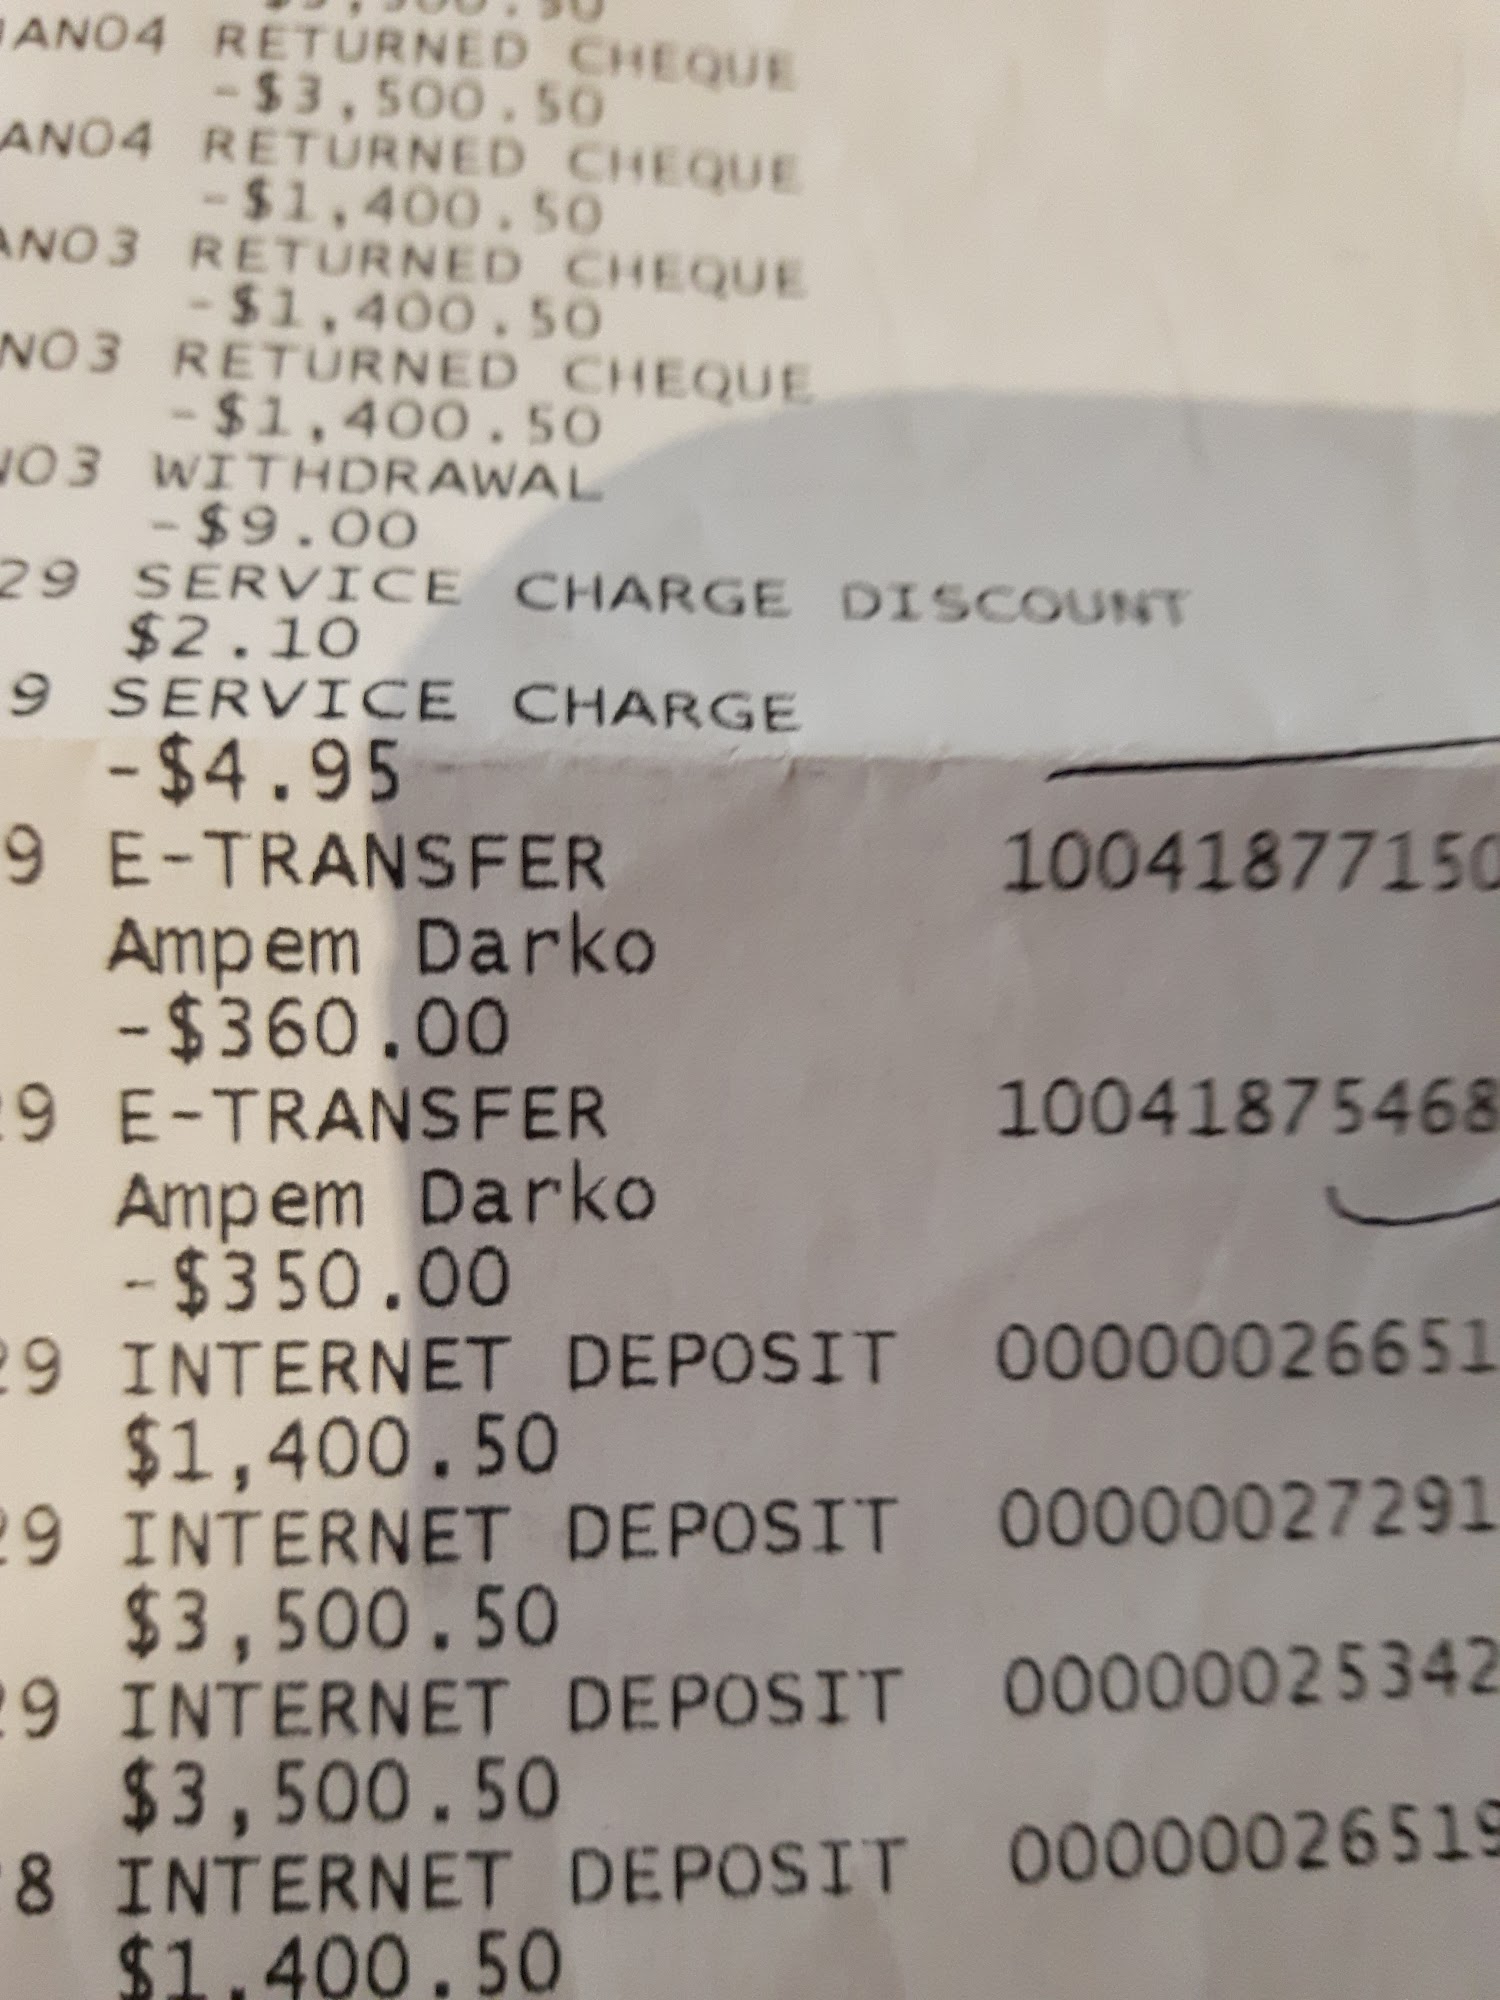 AN04 RETURNED CHEQUE
-$3,500.50
AN04 RETURNED CHEQUE
-$1,400.50
AN03 RETURNED CHEQUE
-$1,400.50
N03 RETURNED CHEQUE
-$1,400.50
N03 WITHDRAWAL
-$9.00
29 SERVICE CHARGE DISCOUNT
$2.10
9 SERVICE CHARGE
-$4.95
9 E-TRANSFER 10041877150
Ampem Darko
-$360.00
29 E-TRANSFER 10041875468
Ampem Darko
-$350.00
29 INTERNET DEPOSIT 00000026651
$1,400.50
29 INTERNET DEPOSIT 00000027291
$3,500.50
29 INTERNET DEPOSIT 00000025342
$3,500.50
8 INTERNET DEPOSIT 00000026519
$1,400.50